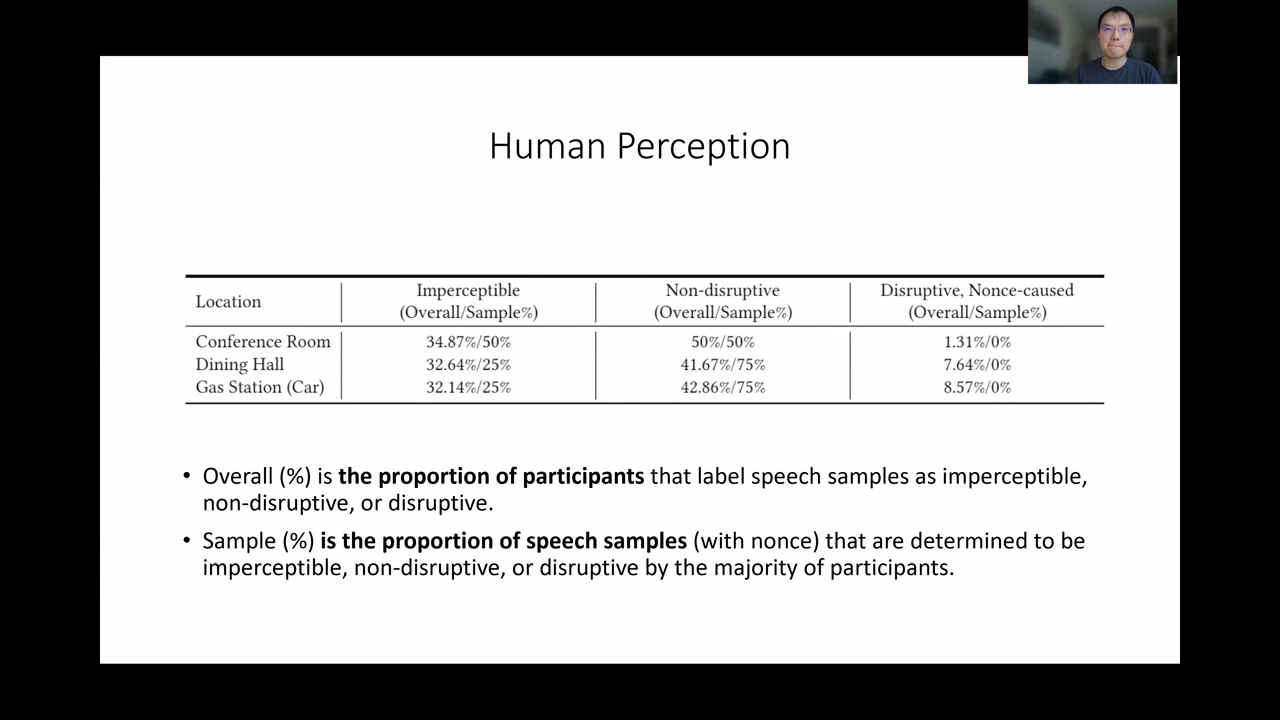 Human Perception
Location Imperceptible (Overall/Sample%) Non-disruptive (Overall/Sample%) Disruptive, Nonce-caused (Overall/Sample%)
Conference Room 34.87%/50% 50%/50% 1.31%/0%
Dining Hall 32.64%/25% 41.67%/75% 7.64%/0%
Gas Station (Car) 32.14%/25% 42.86%/75% 8.57%/0%
• Overall (%) is the proportion of participants that label speech samples as imperceptible,
non-disruptive, or disruptive.
• Sample (%) is the proportion of speech samples (with nonce) that are determined to be
imperceptible, non-disruptive, or disruptive by the majority of participants.